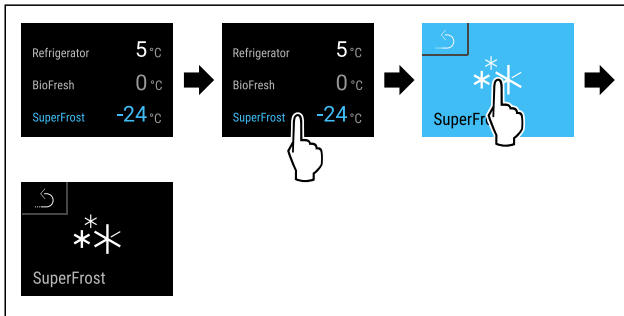 Refrigerator 5 °C
BioFresh 0 °C
SuperFrost -24 °C
Refrigerator 5 °C
BioFresh 0 °C
SuperFrost -24 °C
SuperFr
SuperFrost